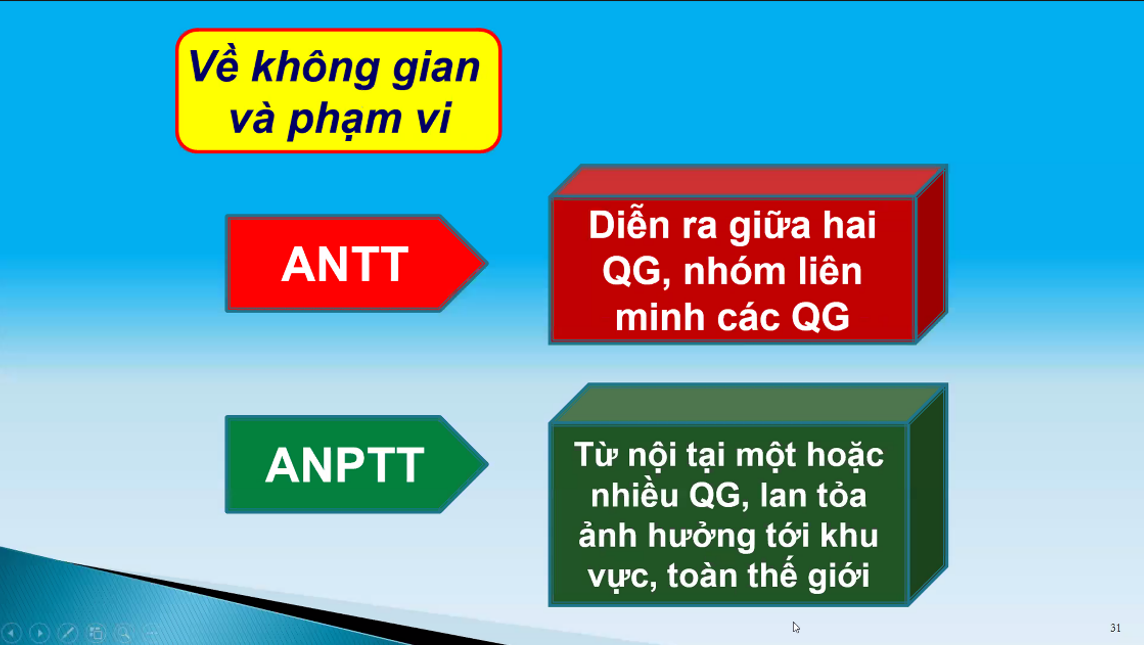 Về không gian
và phạm vi
ANTT
Diễn ra giữa hai
QG, nhóm liên
minh các QG
ANPTT
Từ nội tại một hoặc
nhiều QG, lan tỏa
ảnh hưởng tới khu
vực, toàn thế giới
31